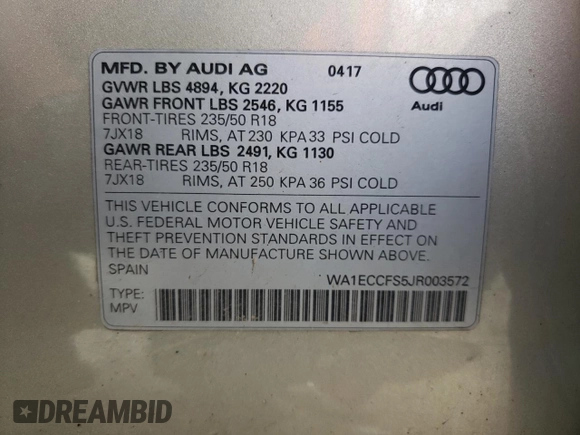 MFD. BY AUDI AG 0417
GVWR LBS 4894, KG 2220
GAWR FRONT LBS 2546, KG 1155
FRONT-TIRES 235/50 R18
7JX18 RIMS, AT 230 KPA 33 PSI COLD
GAWR REAR LBS 2491, KG 1130
REAR-TIRES 235/50 R18
7JX18 RIMS, AT 250 KPA 36 PSI COLD
Audi
THIS VEHICLE CONFORMS TO ALL APPLICABLE
U.S. FEDERAL MOTOR VEHICLE SAFETY AND
THEFT PREVENTION STANDARDS IN EFFECT ON
THE DATE OF MANUFACTURE SHOWN ABOVE.
SPAIN WA1ECCFS5JR003572
TYPE:
MPV
DREAMBID